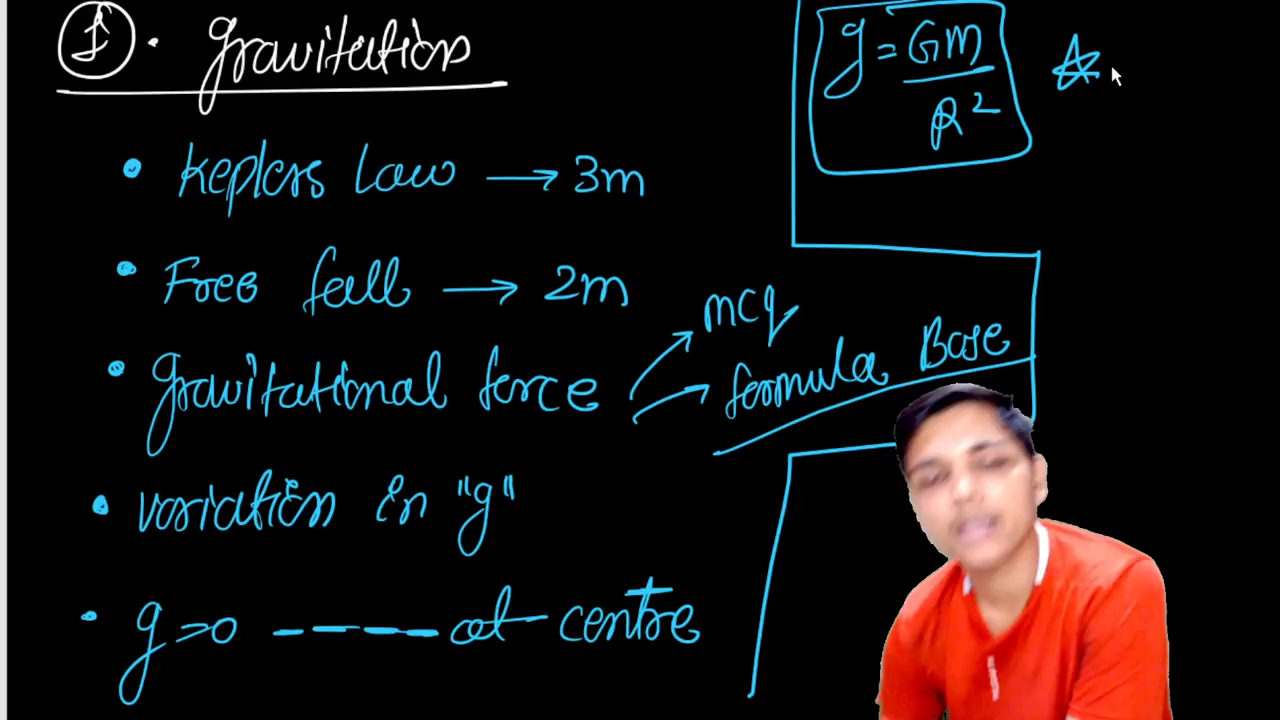 1. Gravitation
• Keplers Law → 3m
• Free fall → 2m
• gravitational force → mcq
→ formula Base
• variation in "g"
• g=0 ---- at centre
g = GM
R²